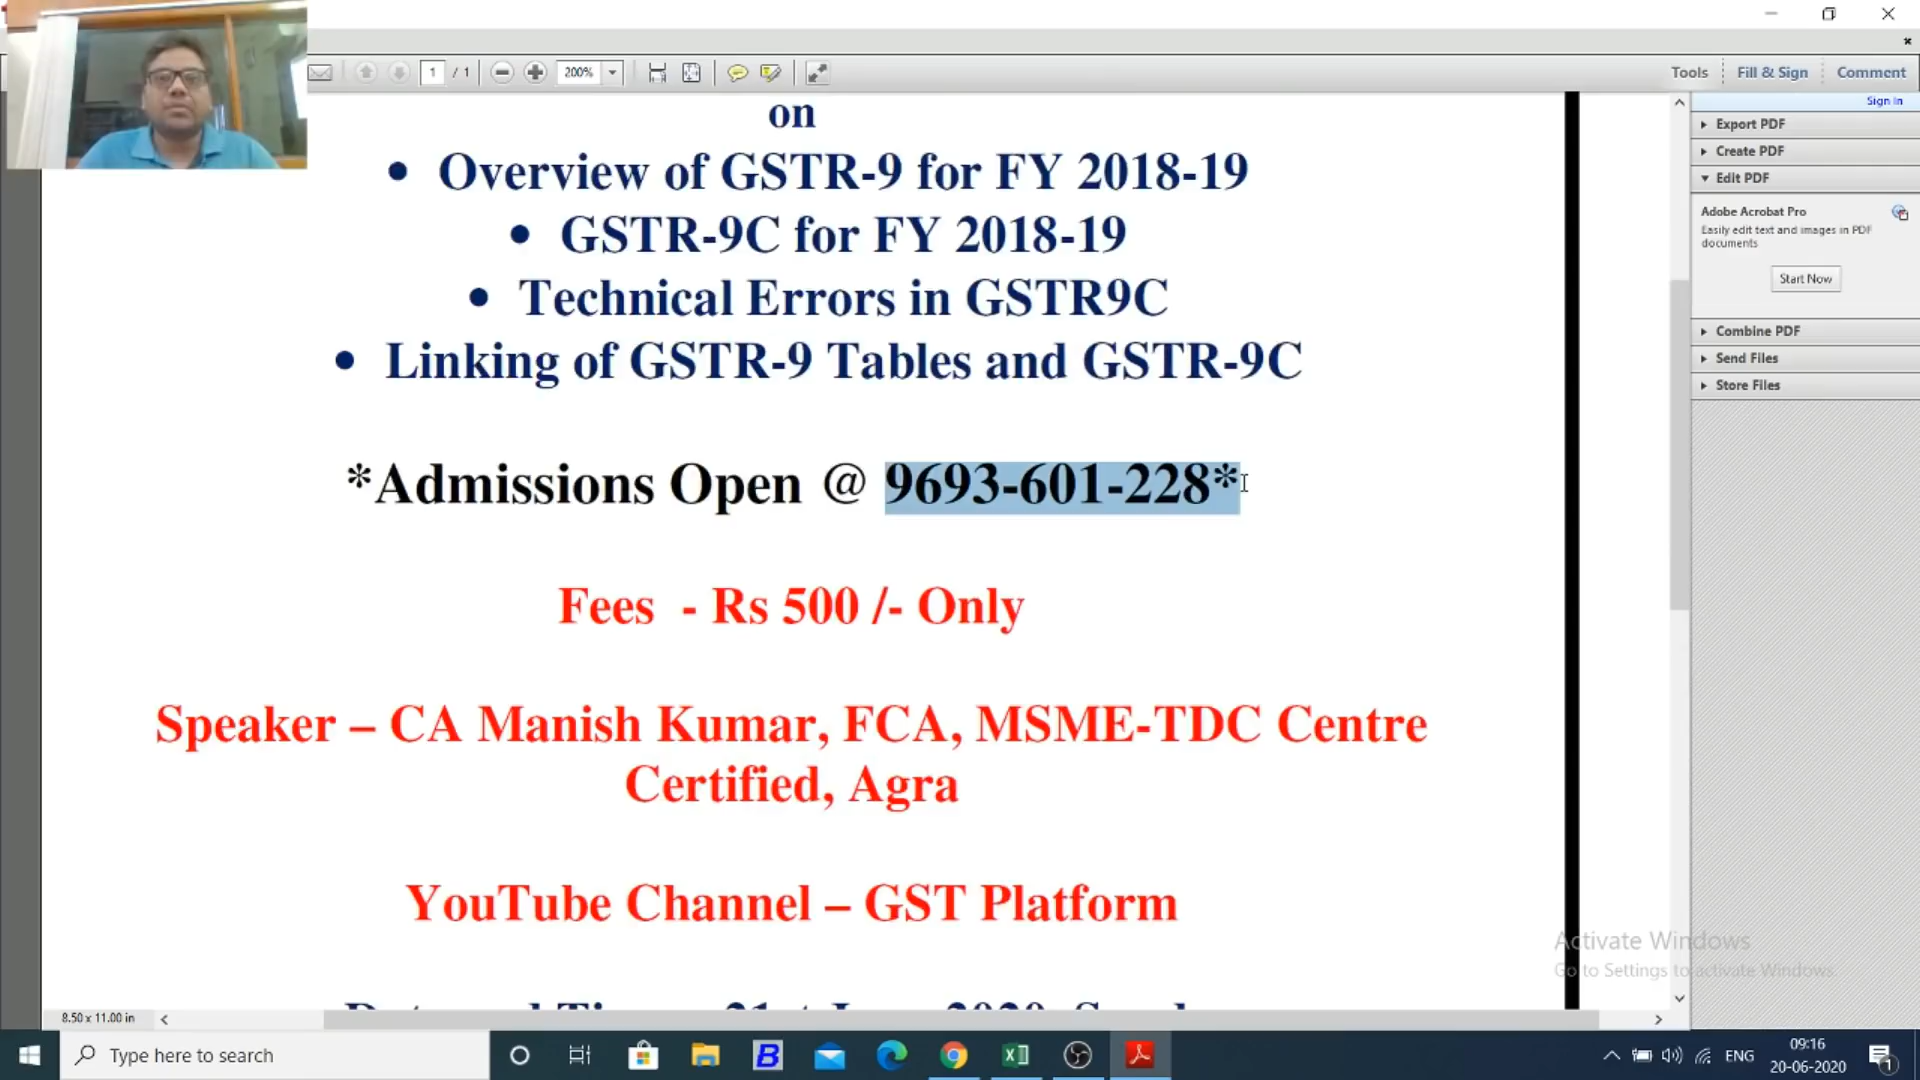 1 / 1
200%
Tools
Fill & Sign
Comment
Sign In
on
• Overview of GSTR-9 for FY 2018-19
• GSTR-9C for FY 2018-19
• Technical Errors in GSTR9C
• Linking of GSTR-9 Tables and GSTR-9C
*Admissions Open @ 9693-601-228*
Fees - Rs 500 /- Only
Speaker – CA Manish Kumar, FCA, MSME-TDC Centre
Certified, Agra
YouTube Channel – GST Platform
Export PDF
Create PDF
Edit PDF
Adobe Acrobat Pro
Easily edit text and images in PDF
documents
Start Now
Combine PDF
Send Files
Store Files
Activate Windows
Go to Settings to activate Windows.
8.50 x 11.00 in
Type here to search
ENG
09:16
20-06-2020
1